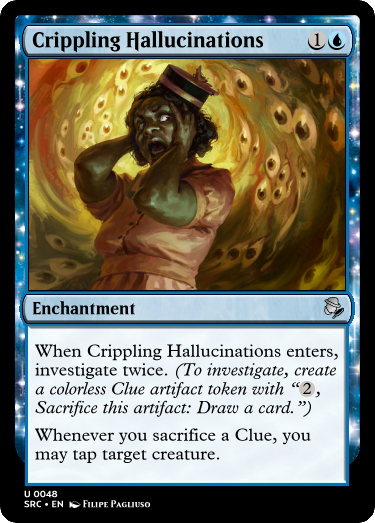 Crippling Hallucinations 1
Enchantment
When Crippling Hallucinations enters,
investigate twice. (To investigate, create
a colorless Clue artifact token with “2,
Sacrifice this artifact: Draw a card.”)
Whenever you sacrifice a Clue, you
may tap target creature.
U 0048
SRC • EN Filipe Pagliuso